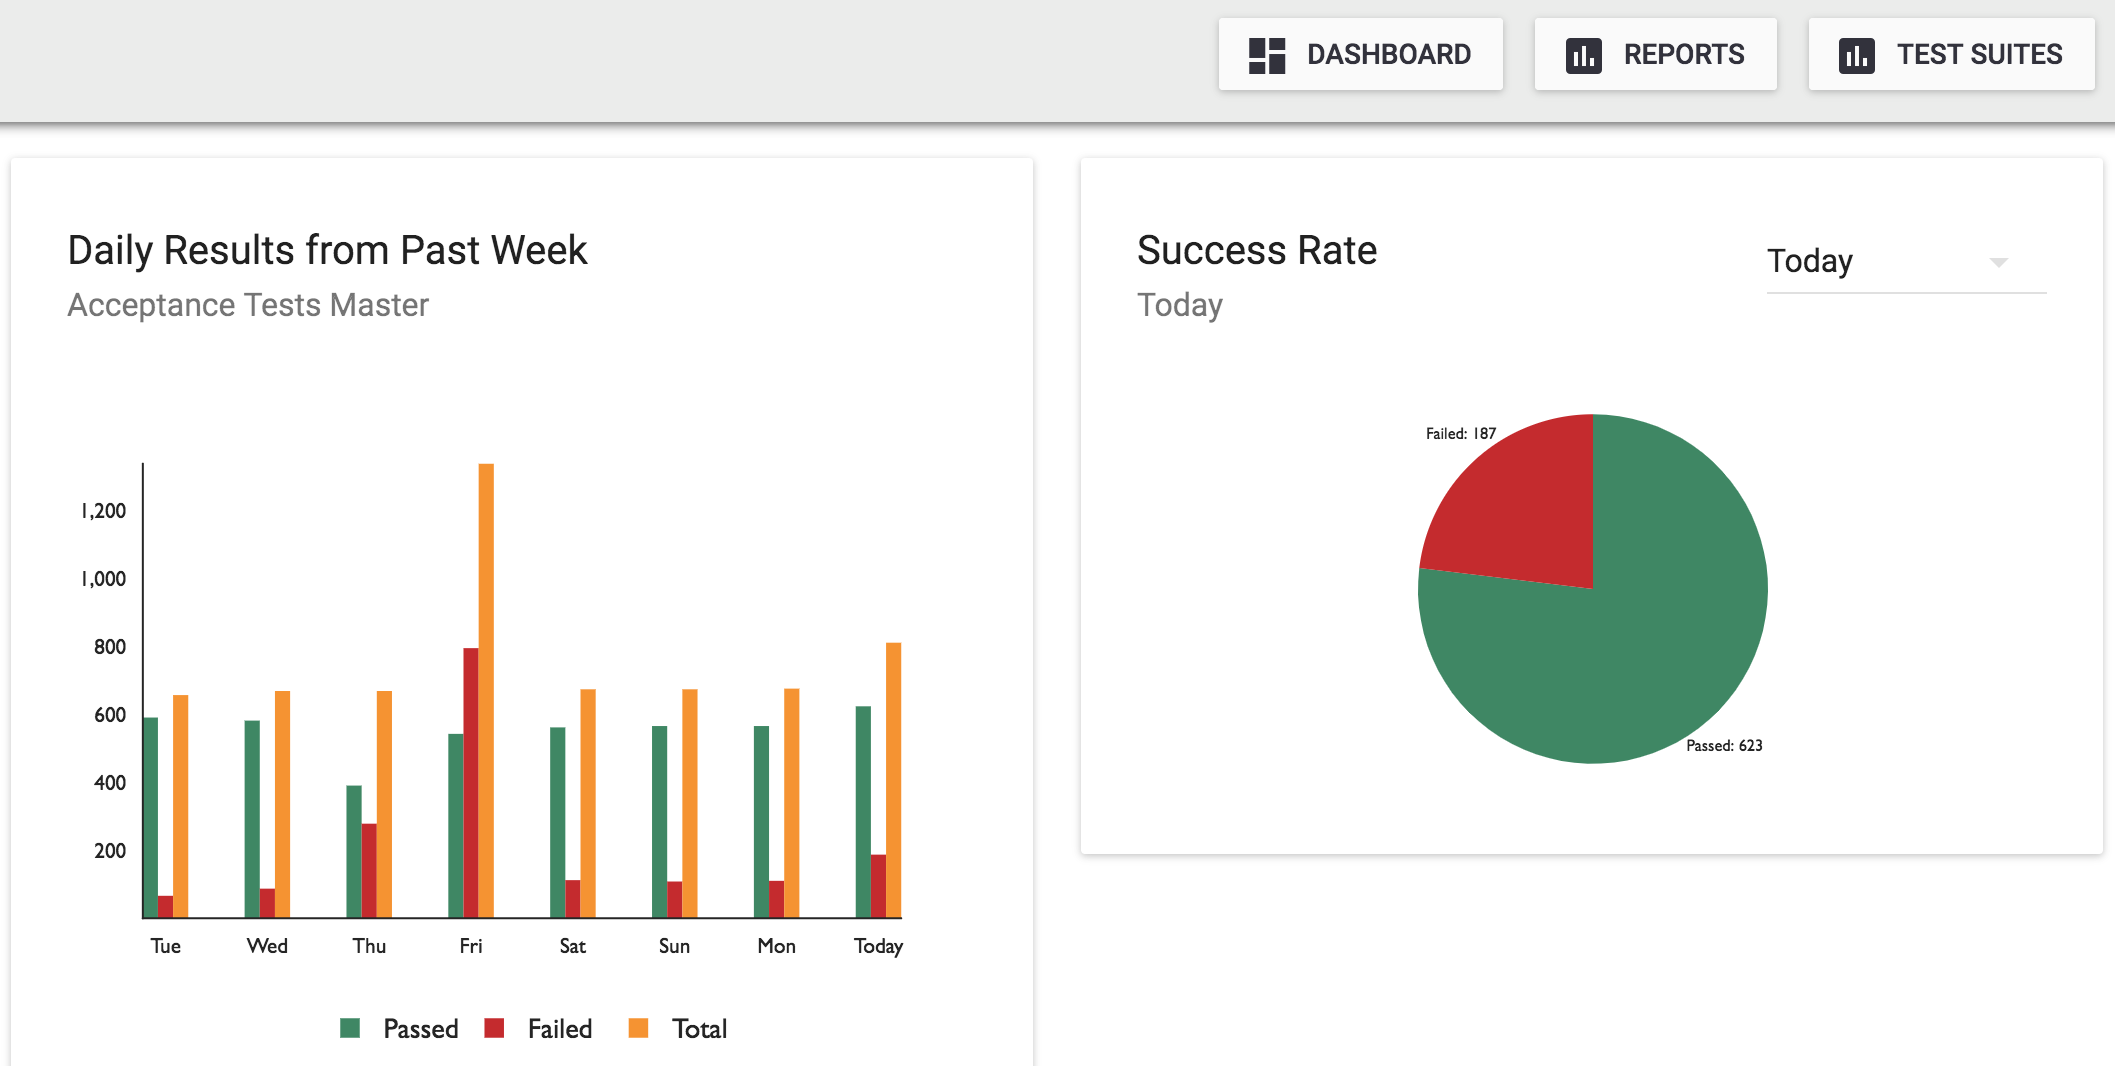 DASHBOARD
REPORTS
TEST SUITES
Daily Results from Past Week
Acceptance Tests Master
1,200
1,000
800
600
400
200
Tue Wed Thu Fri Sat Sun Mon Today
Passed Failed Total
Success Rate
Today
Today
Failed: 187
Passed: 623